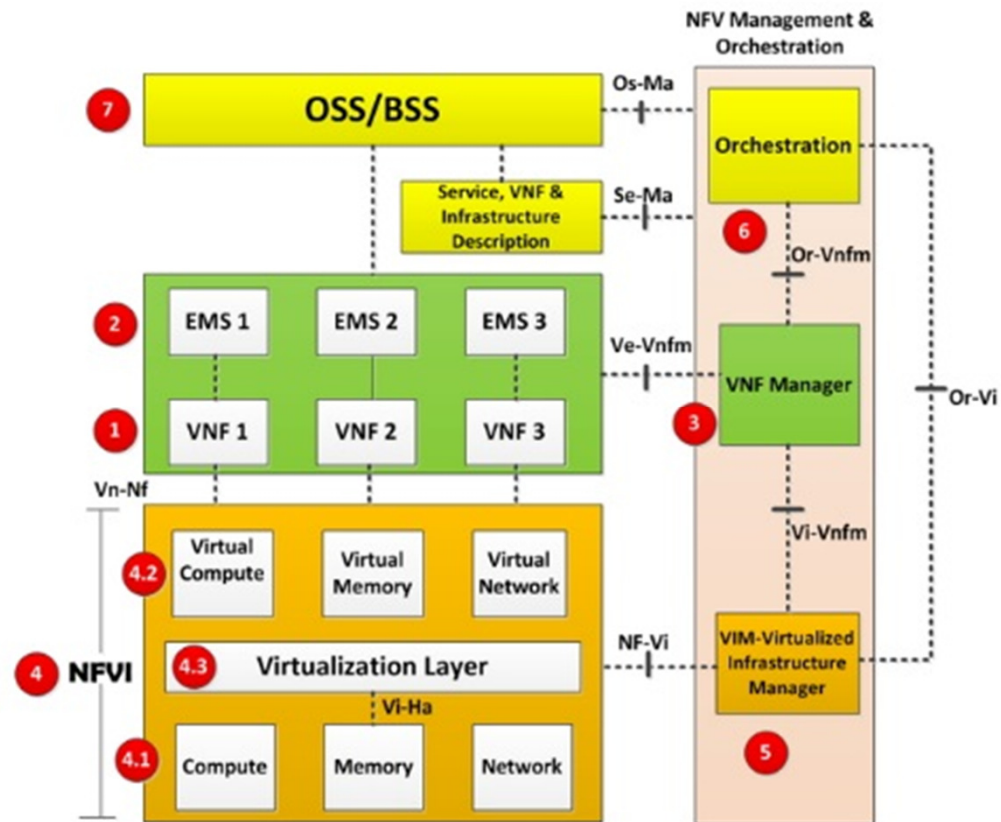 NFV Management &
Orchestration
7
OSS/BSS
Os-Ma
Orchestration
Service, VNF &
Infrastructure
Description
Se-Ma
6
Or-Vnfm
2
EMS 1
EMS 2
EMS 3
Ve-Vnfm
VNF Manager
Or-Vi
1
VNF 1
VNF 2
VNF 3
3
Vn-Nf
Vi-Vnfm
4.2
Virtual
Compute
Virtual
Memory
Virtual
Network
4
NFVI
4.3
Virtualization Layer
NF-Vi
VIM-Virtualized
Infrastructure
Manager
Vi-Ha
4.1
Compute
Memory
Network
5